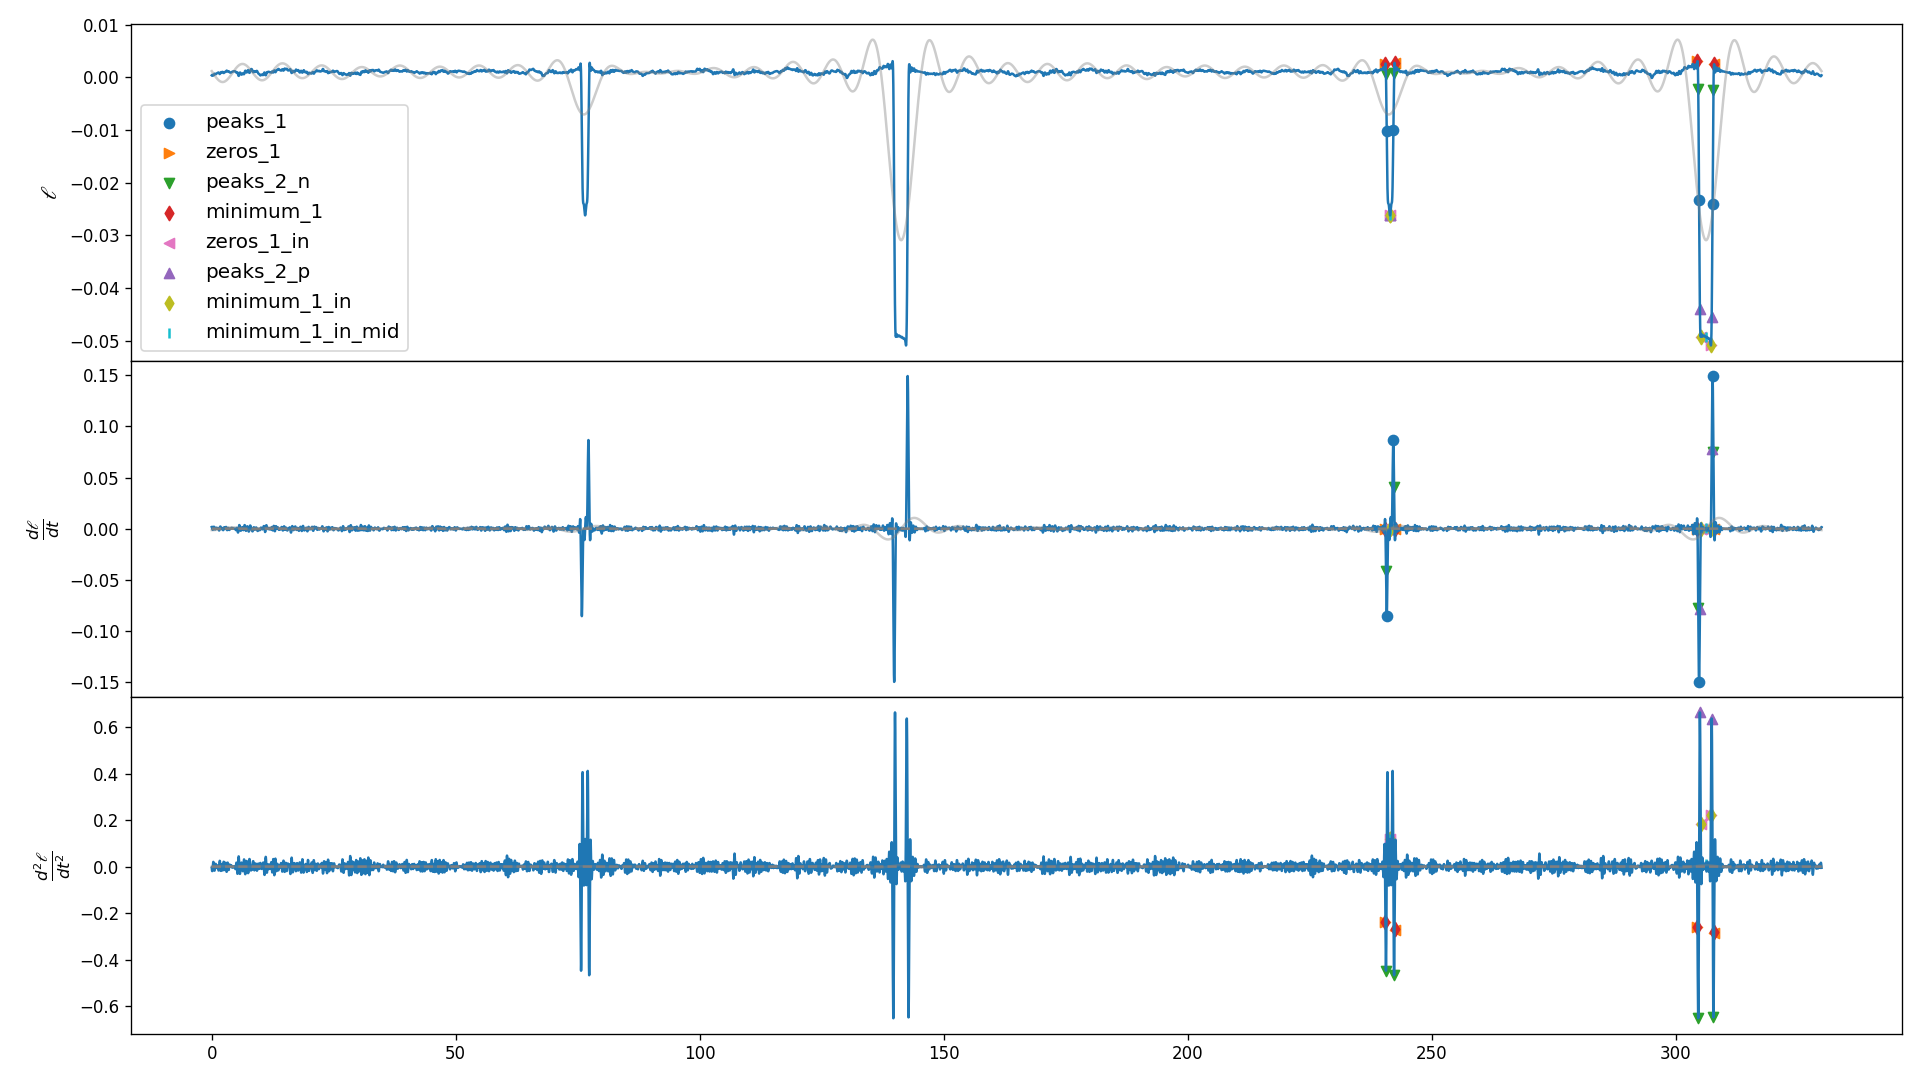 0.01
0.00
−0.01
−0.02
−0.03
−0.04
−0.05
ℓ
peaks_1
zeros_1
peaks_2_n
minimum_1
zeros_1_in
peaks_2_p
minimum_1_in
minimum_1_in_mid
0.15
0.10
0.05
0.00
−0.05
−0.10
−0.15
dℓ/dt
0.6
0.4
0.2
0.0
−0.2
−0.4
−0.6
d²ℓ/dt²
0 50 100 150 200 250 300